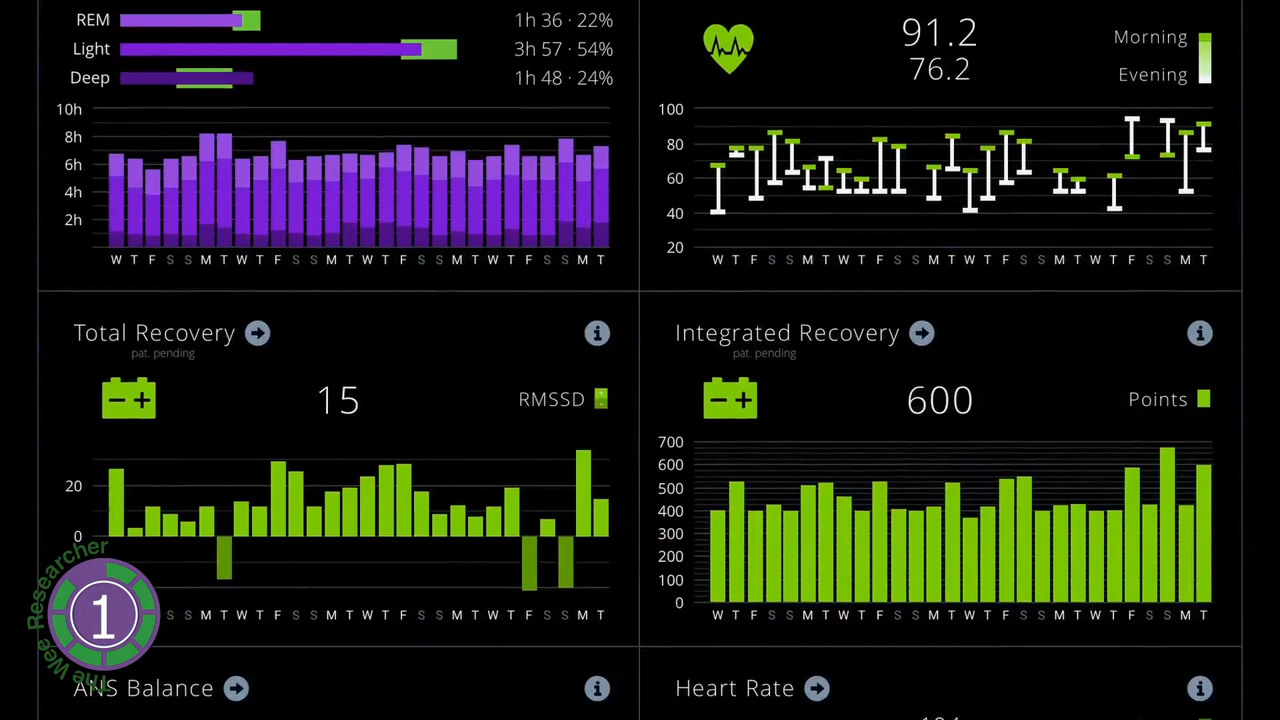 REM 1h 36 · 22%
Light 3h 57 · 54%
Deep 1h 48 · 24%
10h
8h
6h
4h
2h
W T F S S M T W T F S S M T W T F S S M T W T F S S M T
91.2
76.2
Morning
Evening
100
80
60
40
20
W T F S S M T W T F S S M T W T F S S M T W T F S S M T
Total Recovery
pat. pending
15
RMSSD
20
0
S S M T W T F S S M T W T F S S M T W T F S S M T
Integrated Recovery
pat. pending
600
Points
700
600
500
400
300
200
100
0
W T F S S M T W T F S S M T W T F S S M T W T F S S M T
The Wee Researcher
1
ANS Balance
Heart Rate